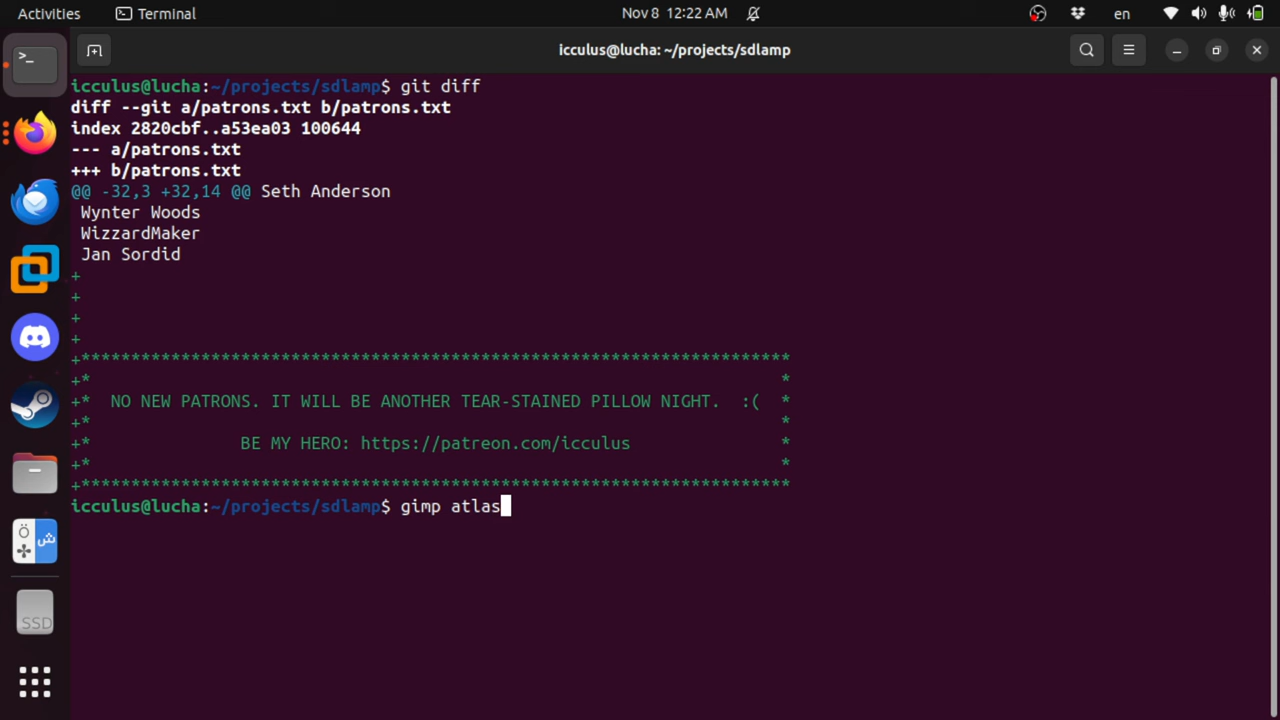 Activities
Terminal
Nov 8 12:22 AM
en
icculus@lucha: ~/projects/sdlamp
icculus@lucha:~/projects/sdlamp$ git diff
diff --git a/patrons.txt b/patrons.txt
index 2820cbf..a53ea03 100644
--- a/patrons.txt
+++ b/patrons.txt
@@ -32,3 +32,14 @@ Seth Anderson
 Wynter Woods
 WizzardMaker
 Jan Sordid
+
+
+
+
+***********************************************************************
+*                                                                     *
+*  NO NEW PATRONS. IT WILL BE ANOTHER TEAR-STAINED PILLOW NIGHT.  :(  *
+*                                                                     *
+*               BE MY HERO: https://patreon.com/icculus               *
+*                                                                     *
+***********************************************************************
icculus@lucha:~/projects/sdlamp$ gimp atlas
>_
Ö
ش
SSD